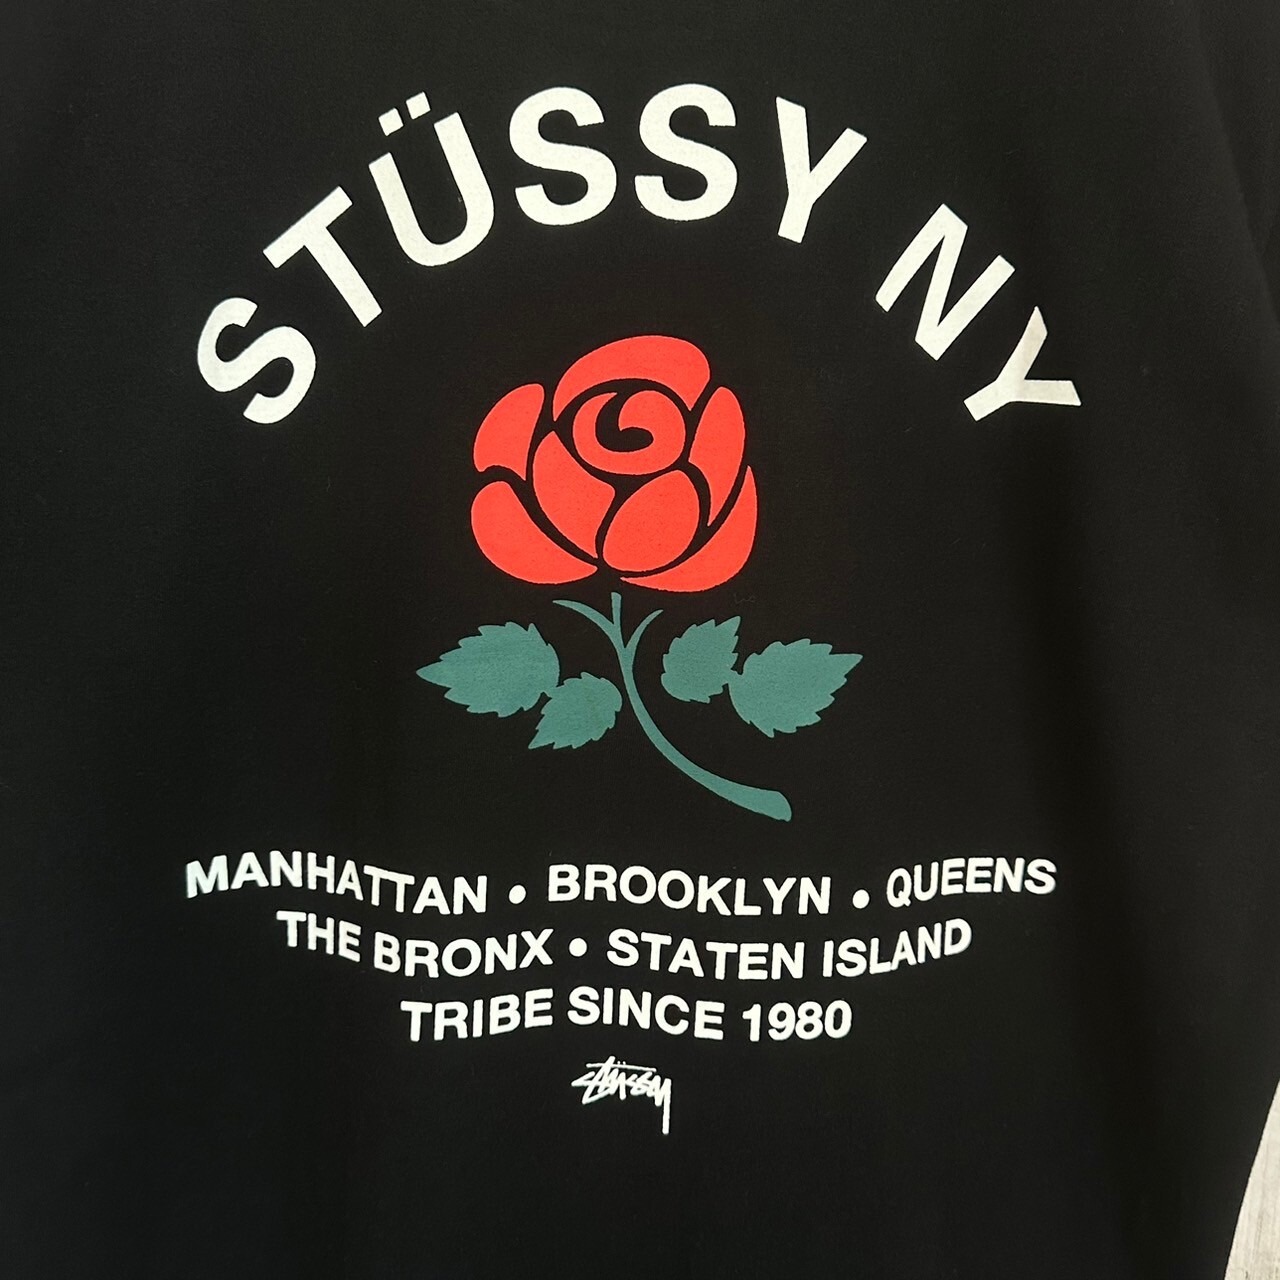 STÜSSY NY
MANHATTAN • BROOKLYN • QUEENS
THE BRONX • STATEN ISLAND
TRIBE SINCE 1980
Stüssy